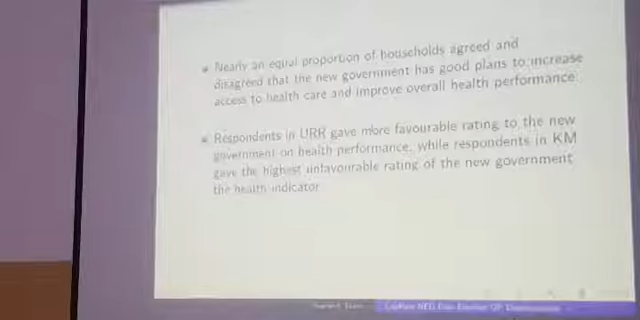 Nearly an equal proportion of households agreed and
disagreed that the new government has good plans to increase
access to health care and improve overall health performance
Respondents in URR gave more favourable rating to the new
government on health performance, while respondents in KM
gave the highest unfavourable rating of the new government
the health indicator